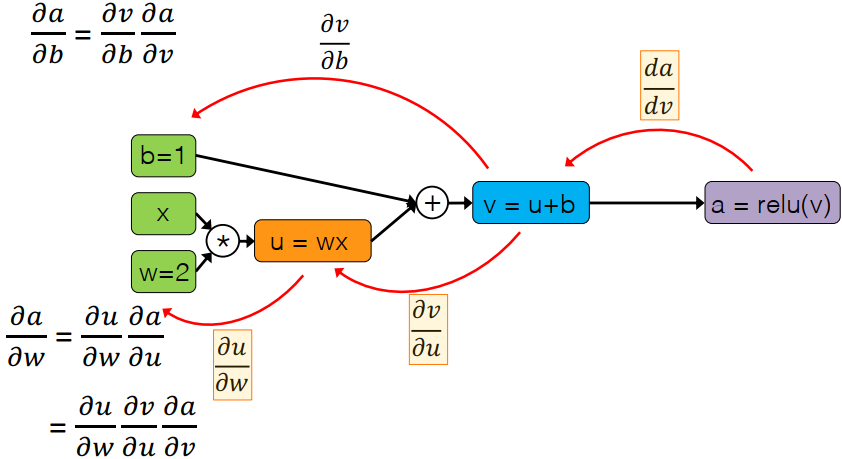 ∂a/∂b = ∂v/∂b ∂a/∂v
∂v/∂b
da/dv
b=1
x
w=2
*
u = wx
+
v = u+b
a = relu(v)
∂a/∂w = ∂u/∂w ∂a/∂u
= ∂u/∂w ∂v/∂u ∂a/∂v
∂u/∂w
∂v/∂u